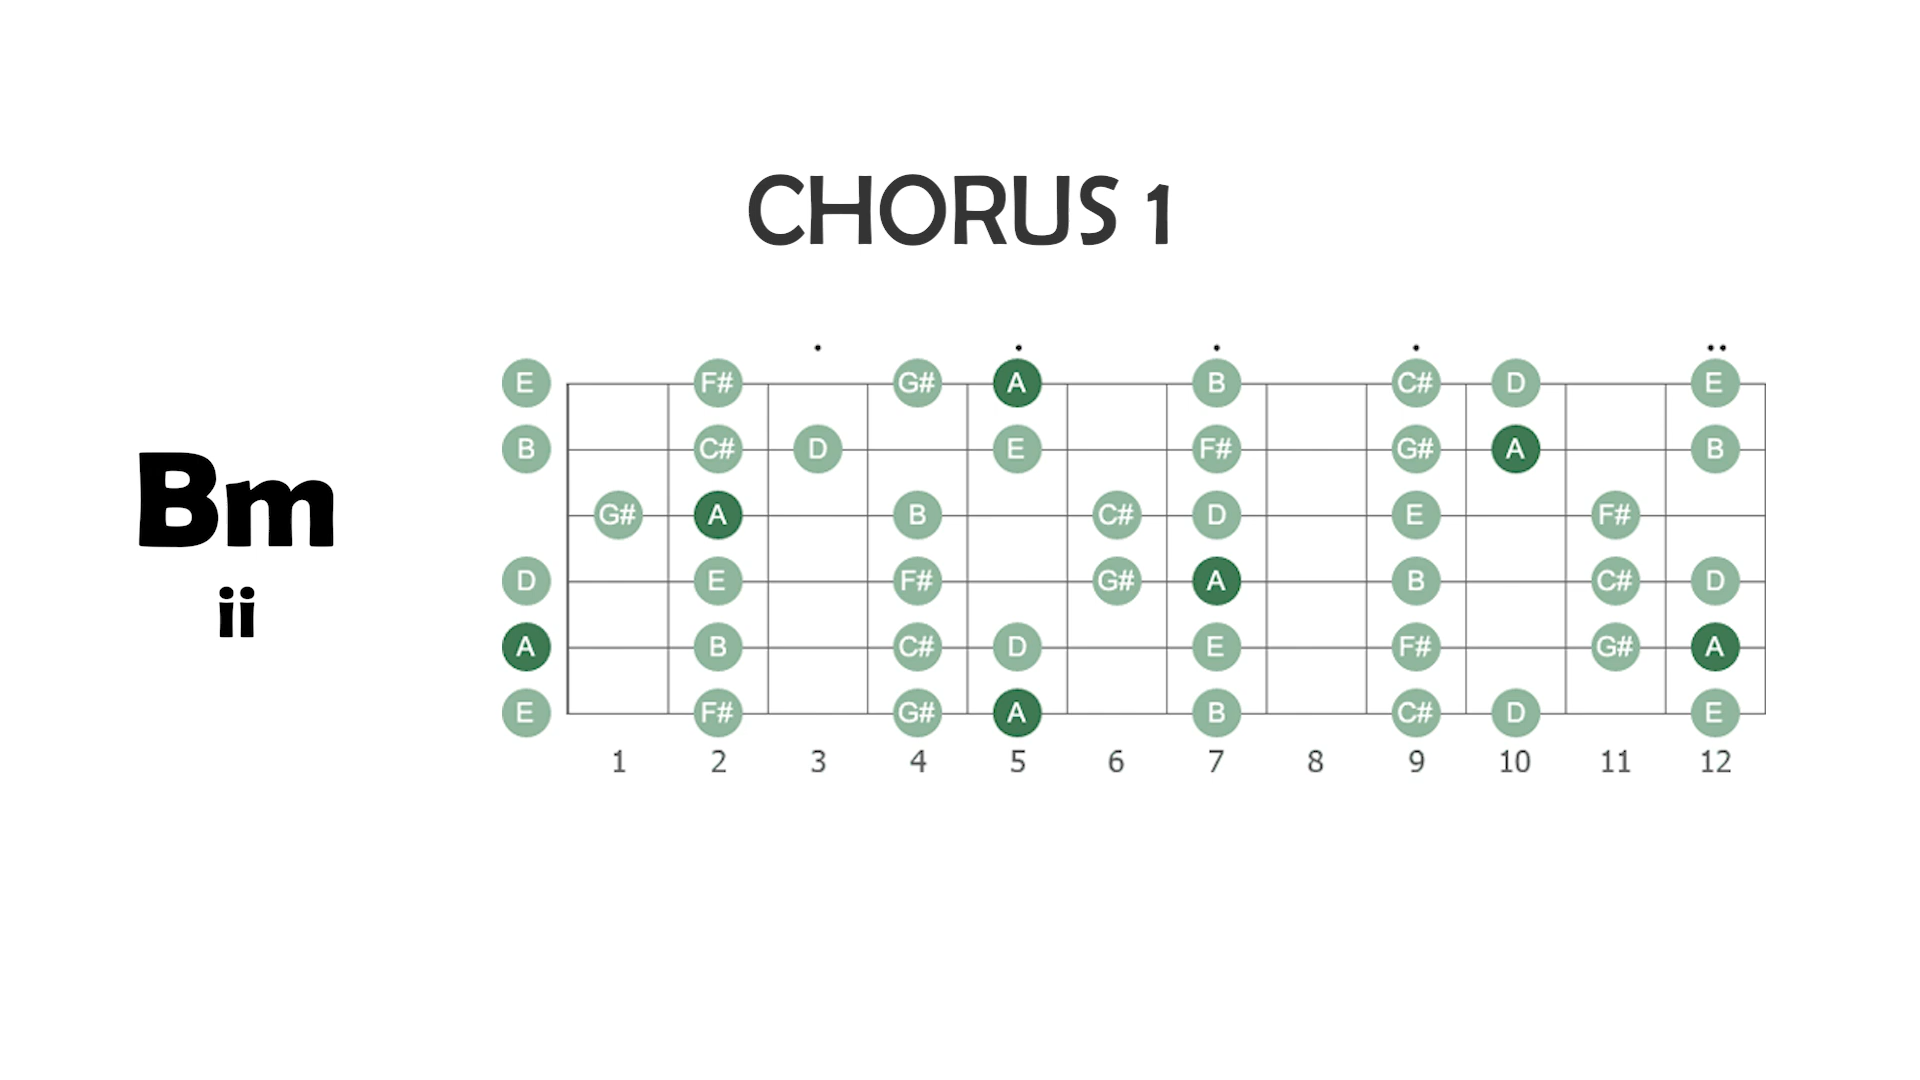 CHORUS 1
Bm
ii
E F# G# A B C# D E
B C# D E F# G# A B
G# A B C# D E F#
D E F# G# A B C# D
A B C# D E F# G# A
E F# G# A B C# D E
1 2 3 4 5 6 7 8 9 10 11 12